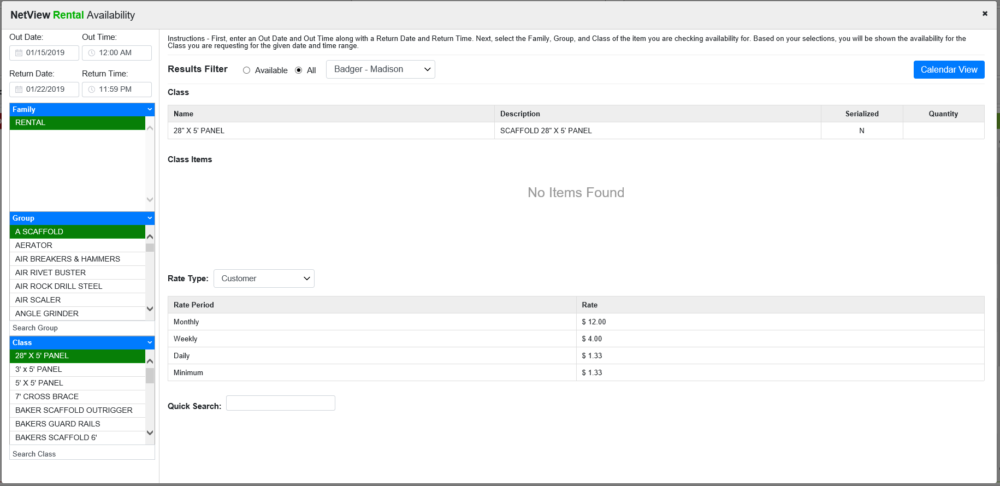 NetView Rental Availability
Out Date:
Out Time:
01/15/2019
12:00 AM
Return Date:
Return Time:
01/22/2019
11:59 PM
Family
RENTAL
Group
A SCAFFOLD
AERATOR
AIR BREAKERS & HAMMERS
AIR RIVET BUSTER
AIR ROCK DRILL STEEL
AIR SCALER
ANGLE GRINDER
Search Group
Class
28" X 5' PANEL
3' x 5' PANEL
5' X 5' PANEL
7' CROSS BRACE
BAKER SCAFFOLD OUTRIGGER
BAKERS GUARD RAILS
BAKERS SCAFFOLD 6'
Search Class
Instructions - First, enter an Out Date and Out Time along with a Return Date and Return Time. Next, select the Family, Group, and Class of the item you are checking availability for. Based on your selections, you will be shown the availability for the
Class you are requesting for the given date and time range.
Results Filter
Available
All
Badger - Madison
Calendar View
Class
Name Description Serialized Quantity
28" X 5' PANEL SCAFFOLD 28" X 5' PANEL N
Class Items
No Items Found
Rate Type:
Customer
Rate Period Rate
Monthly $ 12.00
Weekly $ 4.00
Daily $ 1.33
Minimum $ 1.33
Quick Search: